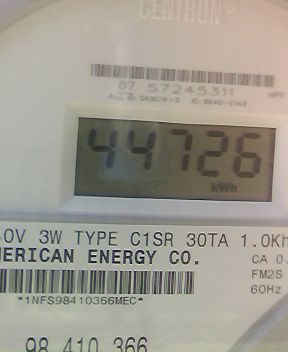 CENTRON®
07 57245311
44726
kWh
40V 3W TYPE C1SR 30TA 1.0Kh
MERICAN ENERGY CO.
CA 0.
FM2S
60Hz
*1NFS98410366MEC*
98 410 366